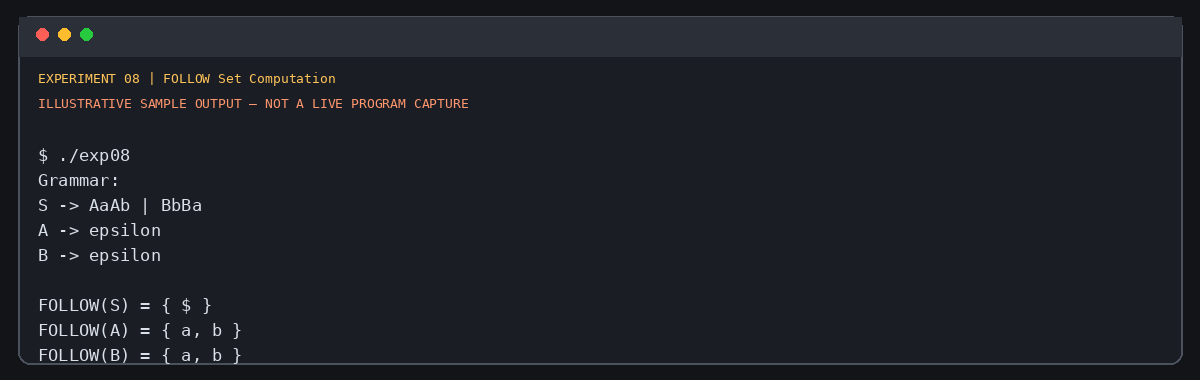 EXPERIMENT 08 | FOLLOW Set Computation
ILLUSTRATIVE SAMPLE OUTPUT — NOT A LIVE PROGRAM CAPTURE
$ ./exp08
Grammar:
S -> AaAb | BbBa
A -> epsilon
B -> epsilon
FOLLOW(S) = { $ }
FOLLOW(A) = { a, b }
FOLLOW(B) = { a, b }